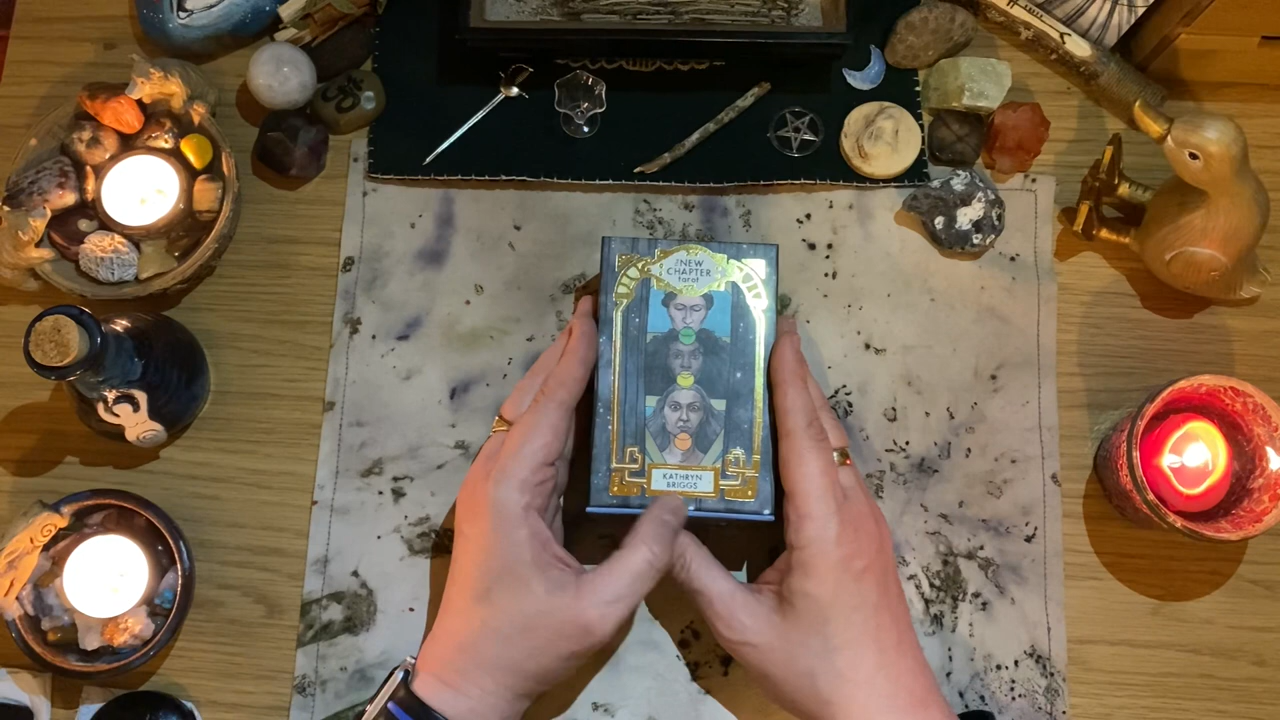 THE
NEW
CHAPTER
tarot
KATHRYN
BRIGGS